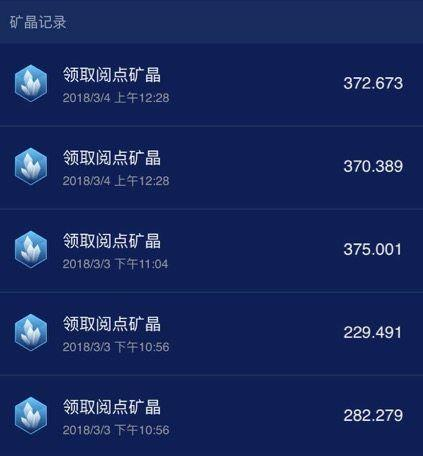 矿晶记录
领取阅点矿晶
372.673
2018/3/4 上午12:28
领取阅点矿晶
370.389
2018/3/4 上午12:28
领取阅点矿晶
375.001
2018/3/3 下午11:04
领取阅点矿晶
229.491
2018/3/3 下午10:56
领取阅点矿晶
282.279
2018/3/3 下午10:56